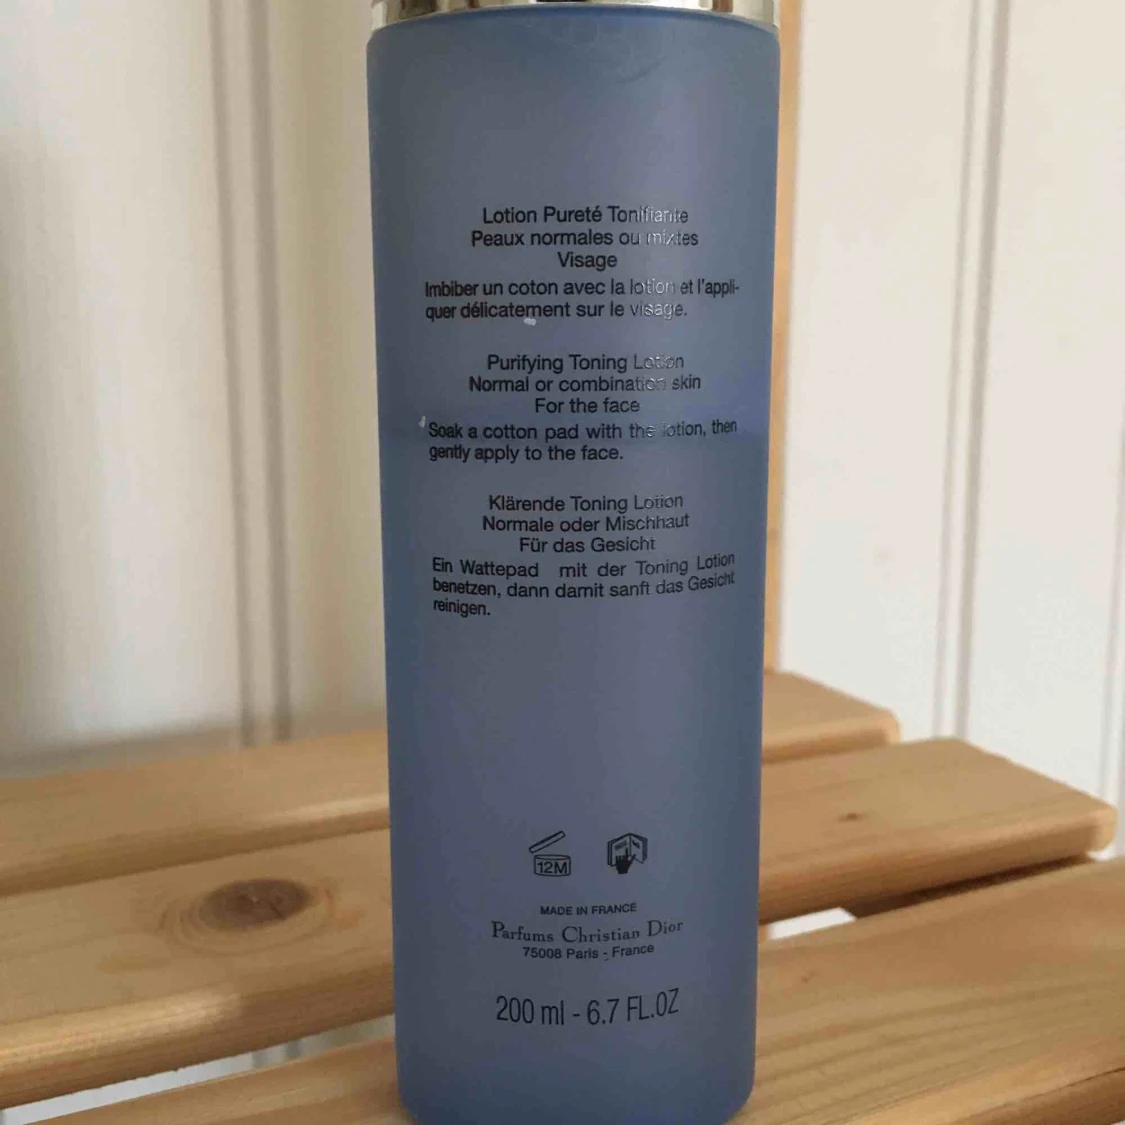 Lotion Pureté Tonifiante
Peaux normales ou mixtes
Visage
Imbiber un coton avec la lotion et l'appli-
quer délicatement sur le visage.
Purifying Toning Lotion
Normal or combination skin
For the face
Soak a cotton pad with the lotion, then
gently apply to the face.
Klärende Toning Lotion
Normale oder Mischhaut
Für das Gesicht
Ein Wattepad mit der Toning Lotion
benetzen, dann damit sanft das Gesicht
reinigen.
12M
MADE IN FRANCE
Parfums Christian Dior
75008 Paris - France
200 ml - 6.7 FL.OZ